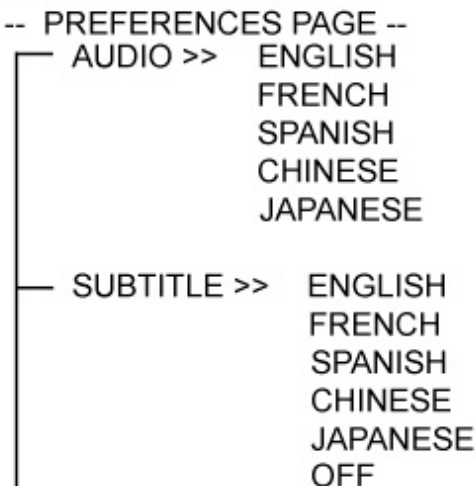 -- PREFERENCES PAGE --
AUDIO >> ENGLISH
FRENCH
SPANISH
CHINESE
JAPANESE
SUBTITLE >> ENGLISH
FRENCH
SPANISH
CHINESE
JAPANESE
OFF